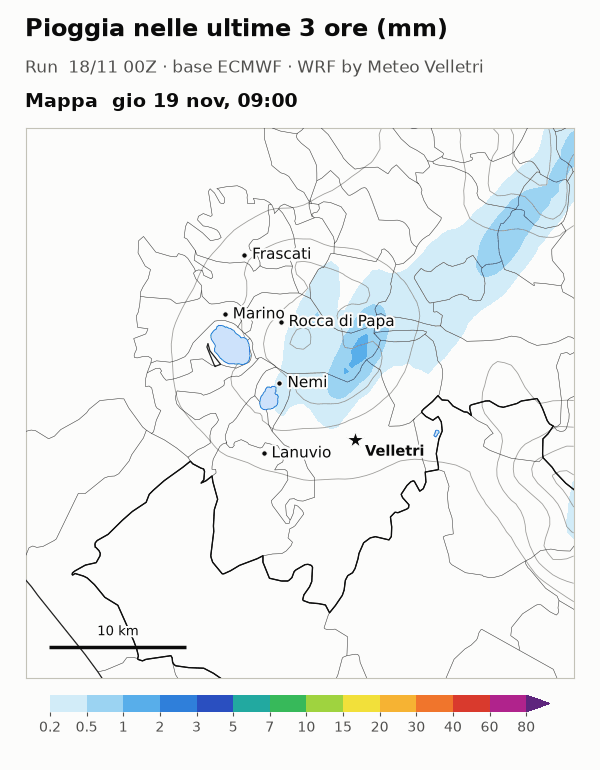 Pioggia nelle ultime 3 ore (mm)
Run  18/11 00Z · base ECMWF · WRF by Meteo Velletri
Mappa  gio 19 nov, 09:00
Frascati
Marino
Rocca di Papa
Nemi
Velletri
Lanuvio
10 km
0.2 0.5 1 2 3 5 7 10 15 20 30 40 60 80